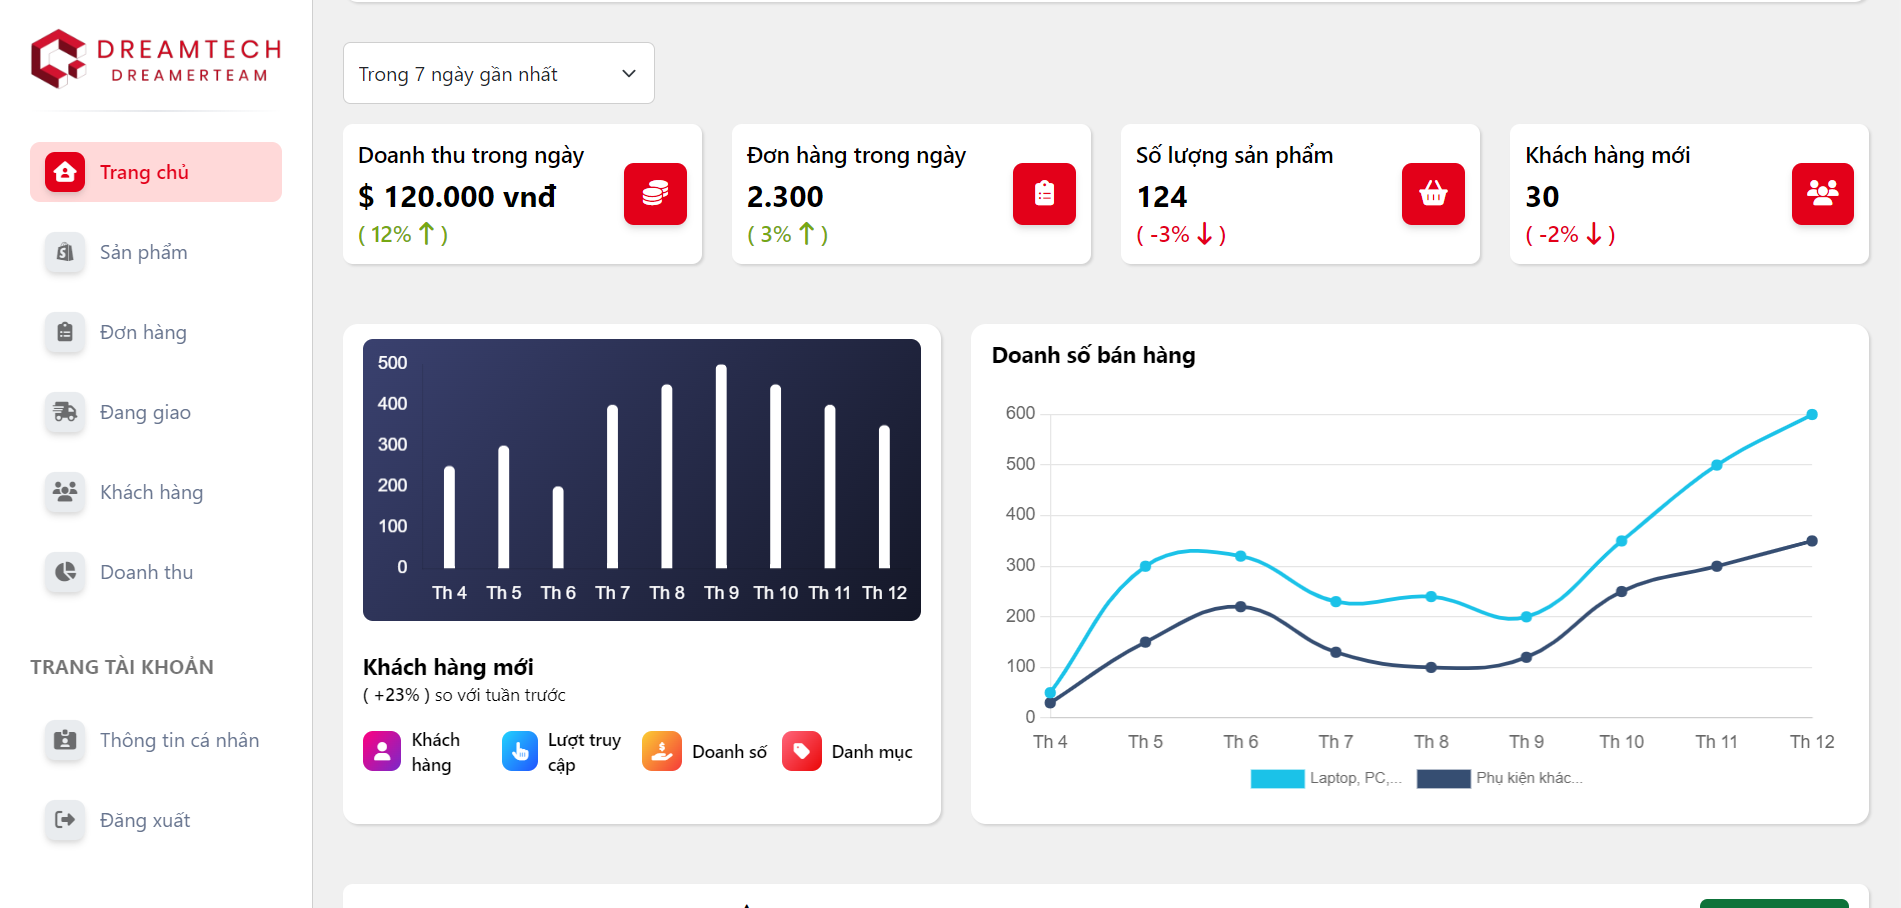 DREAMTECH
DREAMERTEAM
Trang chủ
Sản phẩm
Đơn hàng
Đang giao
Khách hàng
Doanh thu
TRANG TÀI KHOẢN
Thông tin cá nhân
Đăng xuất
Trong 7 ngày gần nhất
Doanh thu trong ngày
$ 120.000 vnđ
( 12% ↑ )
Đơn hàng trong ngày
2.300
( 3% ↑ )
Số lượng sản phẩm
124
( -3% ↓ )
Khách hàng mới
30
( -2% ↓ )
500
400
300
200
100
0
Th 4 Th 5 Th 6 Th 7 Th 8 Th 9 Th 10 Th 11 Th 12
Khách hàng mới
( +23% ) so với tuần trước
Khách
hàng
Lượt truy
cập
Doanh số
Danh mục
Doanh số bán hàng
600
500
400
300
200
100
0
Th 4 Th 5 Th 6 Th 7 Th 8 Th 9 Th 10 Th 11 Th 12
Laptop, PC,... Phụ kiện khác...